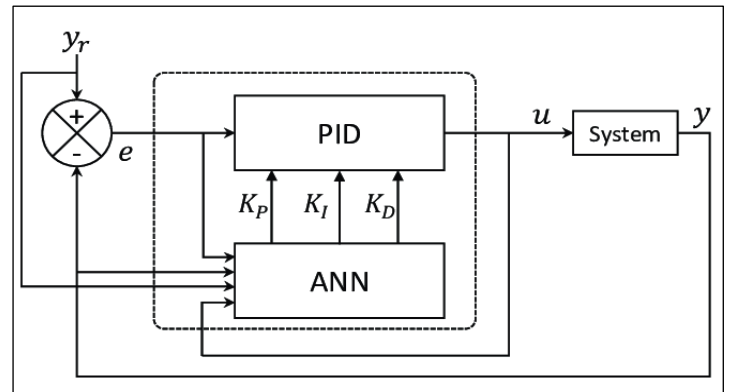 y_r
+
-
e
PID
u
System
y
K_P K_I K_D
ANN